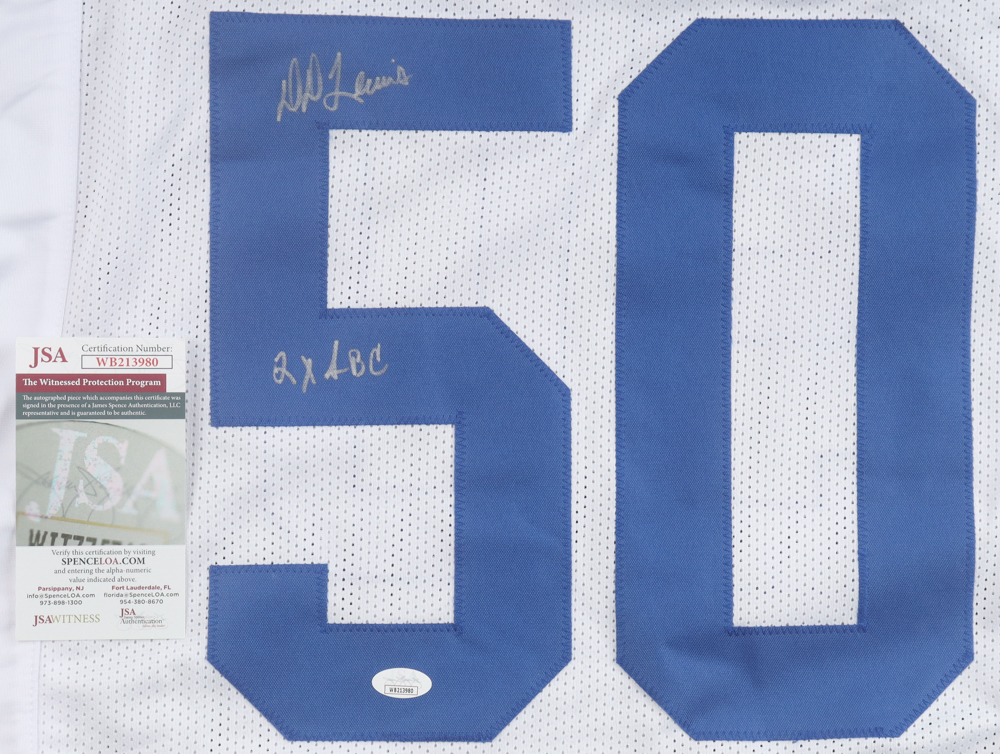 50
DD Lewis
2X SBC
JSA
Certification Number:
WB213980
The Witnessed Protection Program
The autographed piece which accompanies this certificate was
signed in the presence of a James Spence Authentication, LLC
representative and is guaranteed to be authentic.
JSA
Verify this certification by visiting
SPENCELOA.COM
and entering the alpha-numeric
value indicated above.
Parsippany, NJ
info@SpenceLOA.com
973-898-1300
Fort Lauderdale, FL
florida@SpenceLOA.com
954-380-8670
JSAWITNESS
JSA
Authentication
WB213980